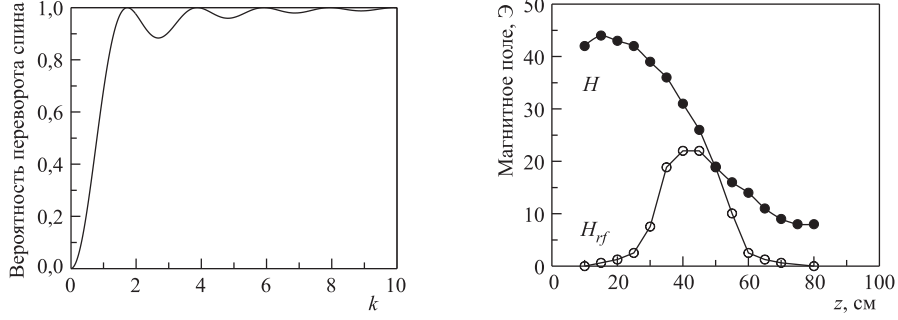 Вероятность переворота спина
1,0
0,8
0,6
0,4
0,2
0,0
0 2 4 6 8 10
k
Магнитное поле, Э
50
40
30
20
10
0
H
H_rf
0 20 40 60 80 100
z, см